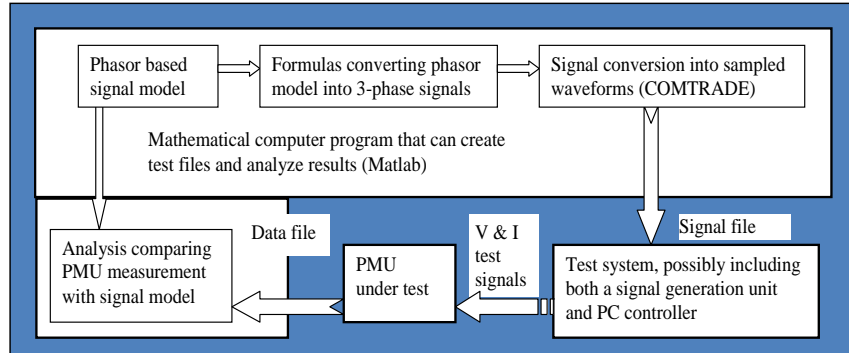 Phasor based
signal model
Formulas converting phasor
model into 3-phase signals
Signal conversion into sampled
waveforms (COMTRADE)
Mathematical computer program that can create
test files and analyze results (Matlab)
Analysis comparing
PMU measurement
with signal model
Data file
PMU
under test
V & I
test
signals
Signal file
Test system, possibly including
both a signal generation unit
and PC controller